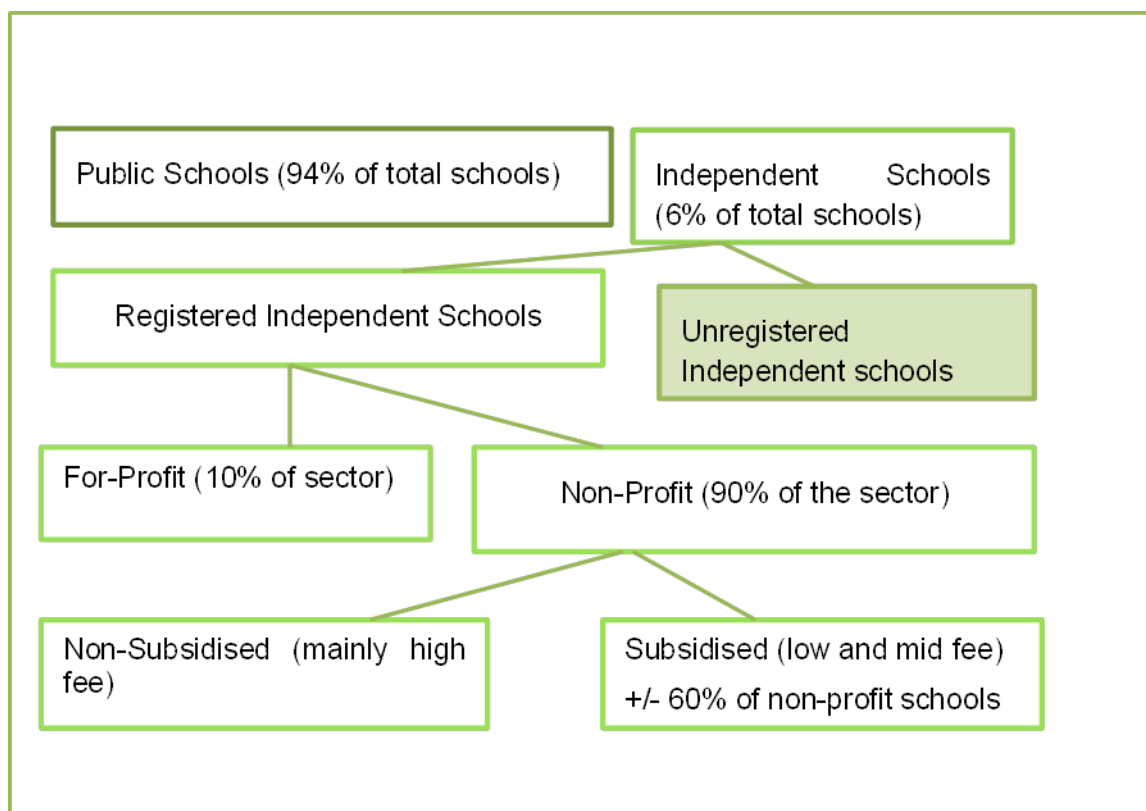 Public Schools (94% of total schools)
Independent Schools
(6% of total schools)
Registered Independent Schools
Unregistered
Independent schools
For-Profit (10% of sector)
Non-Profit (90% of the sector)
Non-Subsidised (mainly high
fee)
Subsidised (low and mid fee)
+/- 60% of non-profit schools